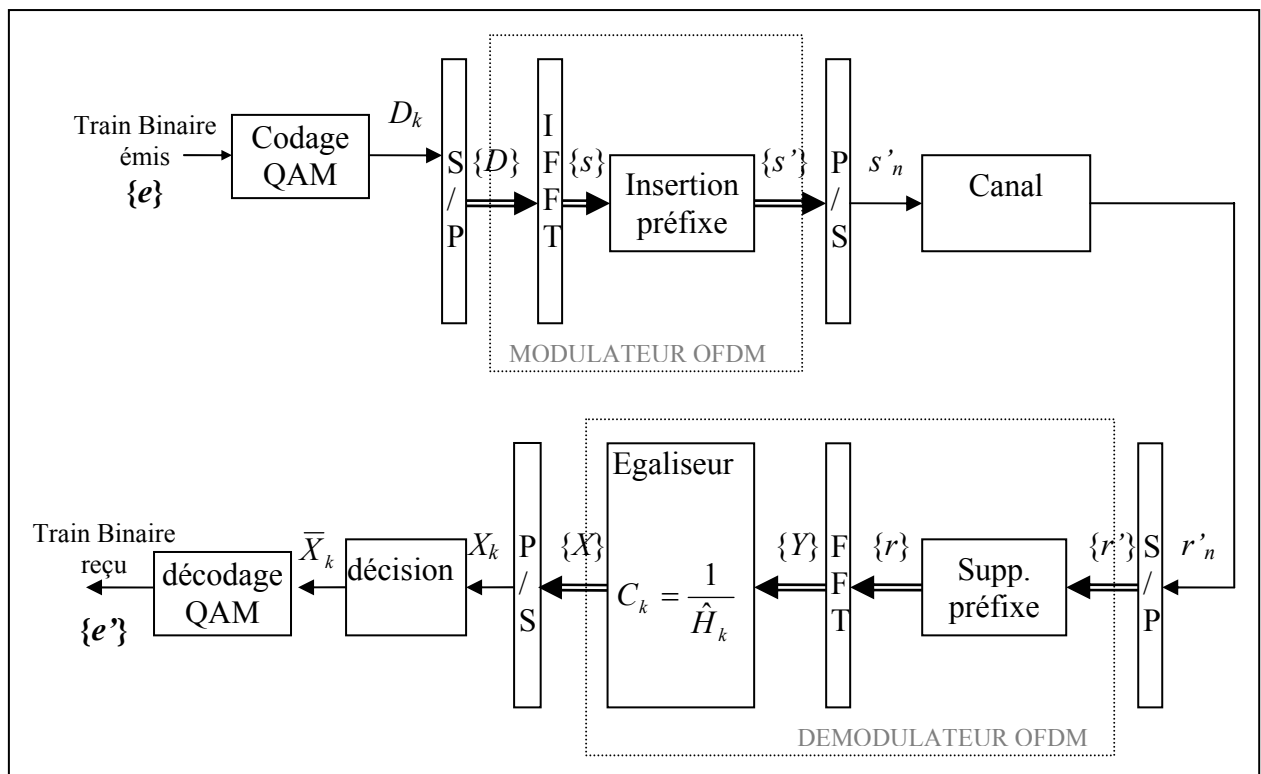 Train Binaire
émis
{e}
Codage
QAM
D_k
S
/
P
{D}
I
F
F
T
{s}
Insertion
préfixe
{s’}
P
/
S
s’_n
Canal
MODULATEUR OFDM
Train Binaire
reçu
{e’}
décodage
QAM
X̄_k
décision
X_k
P
/
S
{X}
Egaliseur
C_k = 1 / Ĥ_k
{Y}
F
F
T
{r}
Supp.
préfixe
{r’}
S
/
P
r’_n
DEMODULATEUR OFDM